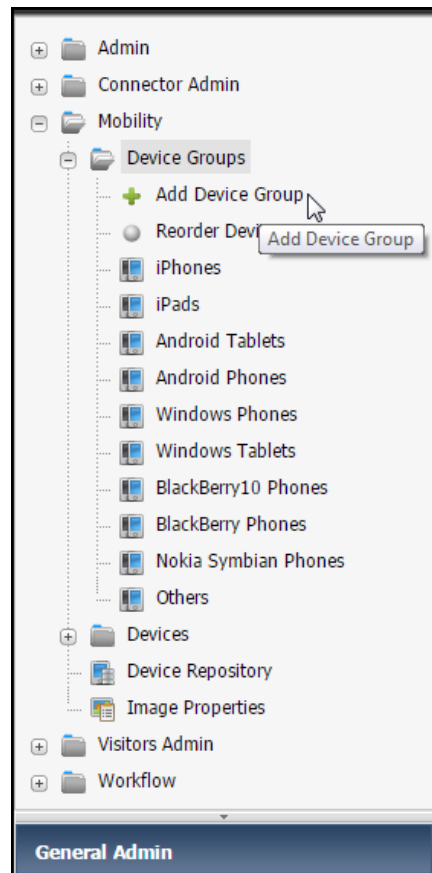 Admin
Connector Admin
Mobility
Device Groups
Add Device Group
Reorder Devi
Add Device Group
iPhones
iPads
Android Tablets
Android Phones
Windows Phones
Windows Tablets
BlackBerry10 Phones
BlackBerry Phones
Nokia Symbian Phones
Others
Devices
Device Repository
Image Properties
Visitors Admin
Workflow
General Admin